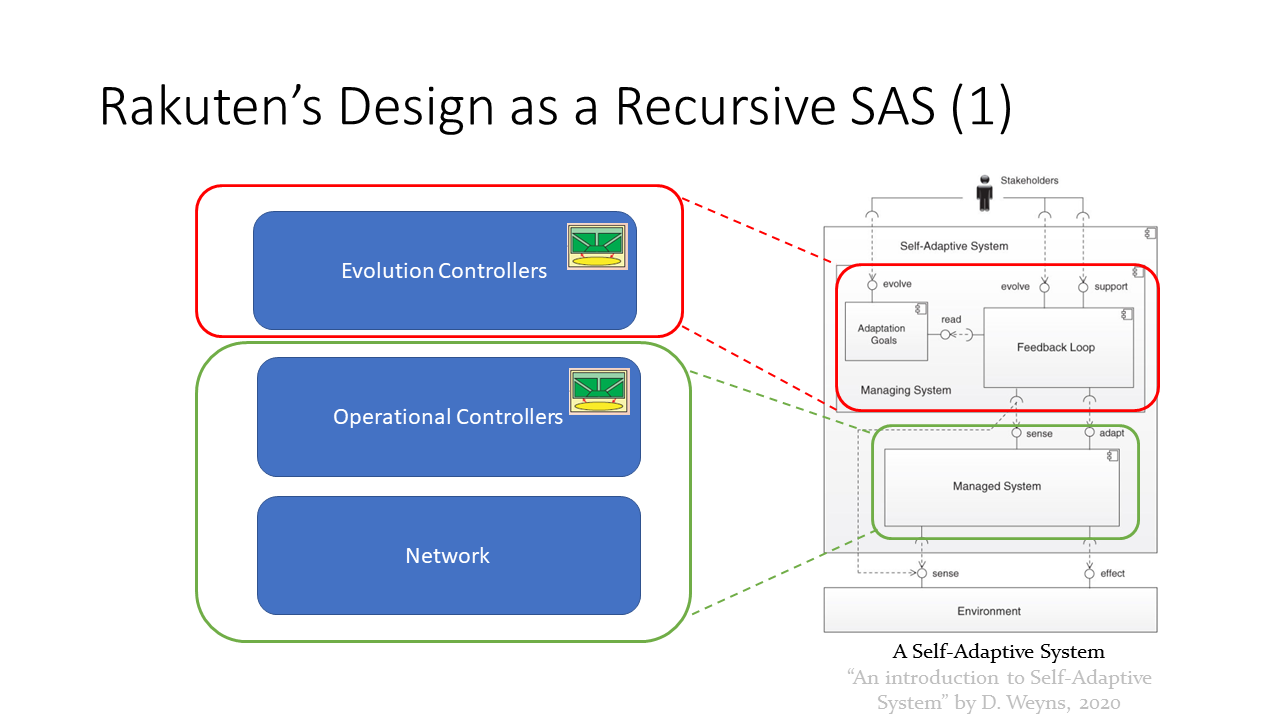 Rakuten’s Design as a Recursive SAS (1)
Evolution Controllers
Operational Controllers
Network
Stakeholders
Self-Adaptive System
evolve
evolve
support
Adaptation
Goals
read
Feedback Loop
Managing System
sense
adapt
Managed System
sense
effect
Environment
A Self-Adaptive System
“An introduction to Self-Adaptive
System” by D. Weyns, 2020